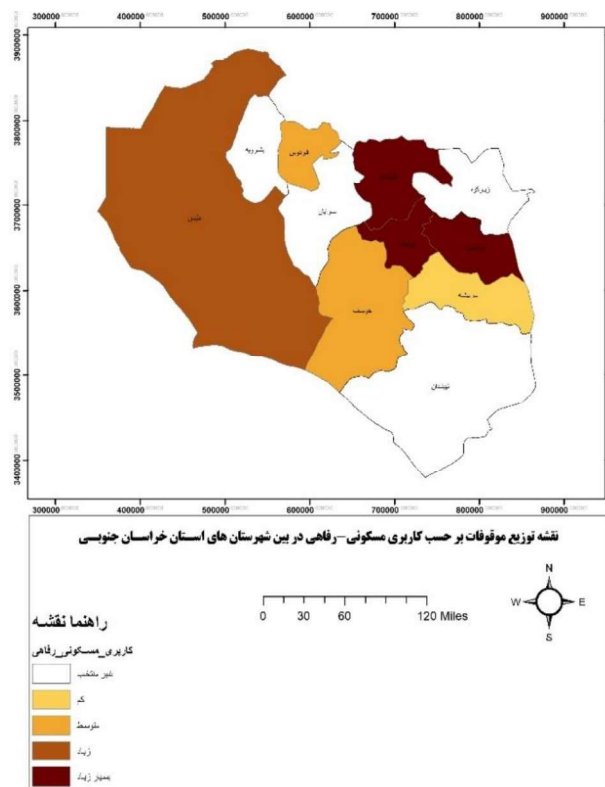 300000 400000 500000 600000 700000 800000 900000
3900000
3800000
3700000
3600000
3500000
3400000
بشرویه
فردوس
زیرکوه
سرایان
طبس
سربیشه
خوسف
نهبندان
300000 400000 500000 600000 700000 800000 900000
نقشه توزیع موقوفات بر حسب کاربری مسکونی-رفاهی در بین شهرستان های استان خراسان جنوبی
N
W E
S
0 30 60 120 Miles
راهنما نقشه
کاربری_مسکونی_رفاهی
غیر منتخب
کم
متوسط
زیاد
بسیار زیاد